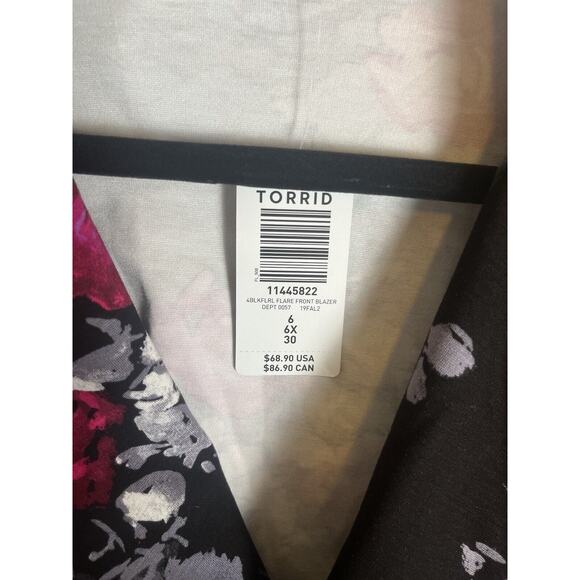 TORRID
11445822
4BLKFLRL FLARE FRONT BLAZER
DEPT 0057 19FAL2
6
6X
30
$68.90 USA
$86.90 CAN